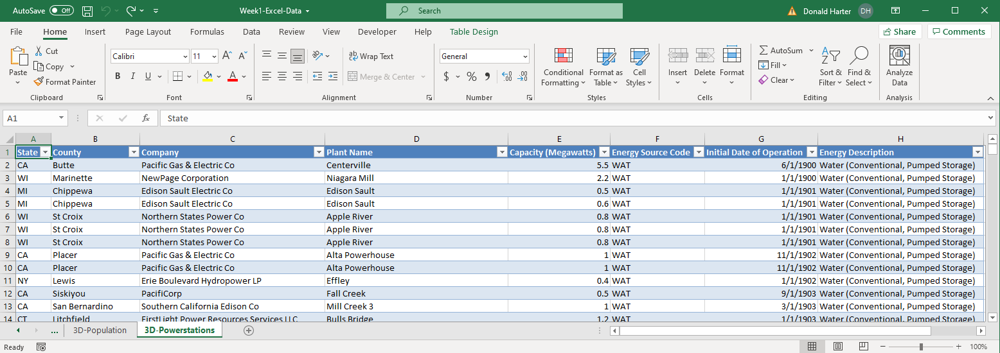 AutoSave Off Week1-Excel-Data Search Donald Harter DH
File Home Insert Page Layout Formulas Data Review View Developer Help Table Design Share Comments
Paste
Cut
Copy
Format Painter
Clipboard
Calibri 11
B I U A
Font
Wrap Text
Merge & Center
Alignment
General
$ % 9 .00 .00
Number
Conditional Formatting
Format as Table
Cell Styles
Styles
Insert Delete Format
Cells
AutoSum
Fill
Clear
Sort & Filter
Find & Select
Editing
Analyze Data
Analysis
A1 fx State
A B C D E F G H
1 State County Company Plant Name Capacity (Megawatts) Energy Source Code Initial Date of Operation Energy Description
2 CA Butte Pacific Gas & Electric Co Centerville 5.5 WAT 6/1/1900 Water (Conventional, Pumped Storage)
3 WI Marinette NewPage Corporation Niagara Mill 2.2 WAT 1/1/1900 Water (Conventional, Pumped Storage)
4 MI Chippewa Edison Sault Electric Co Edison Sault 0.5 WAT 1/1/1901 Water (Conventional, Pumped Storage)
5 MI Chippewa Edison Sault Electric Co Edison Sault 0.6 WAT 1/1/1901 Water (Conventional, Pumped Storage)
6 WI St Croix Northern States Power Co Apple River 0.8 WAT 1/1/1901 Water (Conventional, Pumped Storage)
7 WI St Croix Northern States Power Co Apple River 0.8 WAT 1/1/1901 Water (Conventional, Pumped Storage)
8 WI St Croix Northern States Power Co Apple River 0.8 WAT 1/1/1901 Water (Conventional, Pumped Storage)
9 CA Placer Pacific Gas & Electric Co Alta Powerhouse 1 WAT 11/1/1902 Water (Conventional, Pumped Storage)
10 CA Placer Pacific Gas & Electric Co Alta Powerhouse 1 WAT 11/1/1902 Water (Conventional, Pumped Storage)
11 NY Lewis Erie Boulevard Hydropower LP Effley 0.4 WAT 1/1/1902 Water (Conventional, Pumped Storage)
12 CA Siskiyou PacifiCorp Fall Creek 0.5 WAT 9/1/1903 Water (Conventional, Pumped Storage)
13 CA San Bernardino Southern California Edison Co Mill Creek 3 1 WAT 3/1/1903 Water (Conventional, Pumped Storage)
14 CT Litchfield FirstLight Power Resources Services LLC Bulls Bridge 1.2 WAT 1/1/1903 Water (Conventional, Pumped Storage)
... 3D-Population 3D-Powerstations
Ready 100%